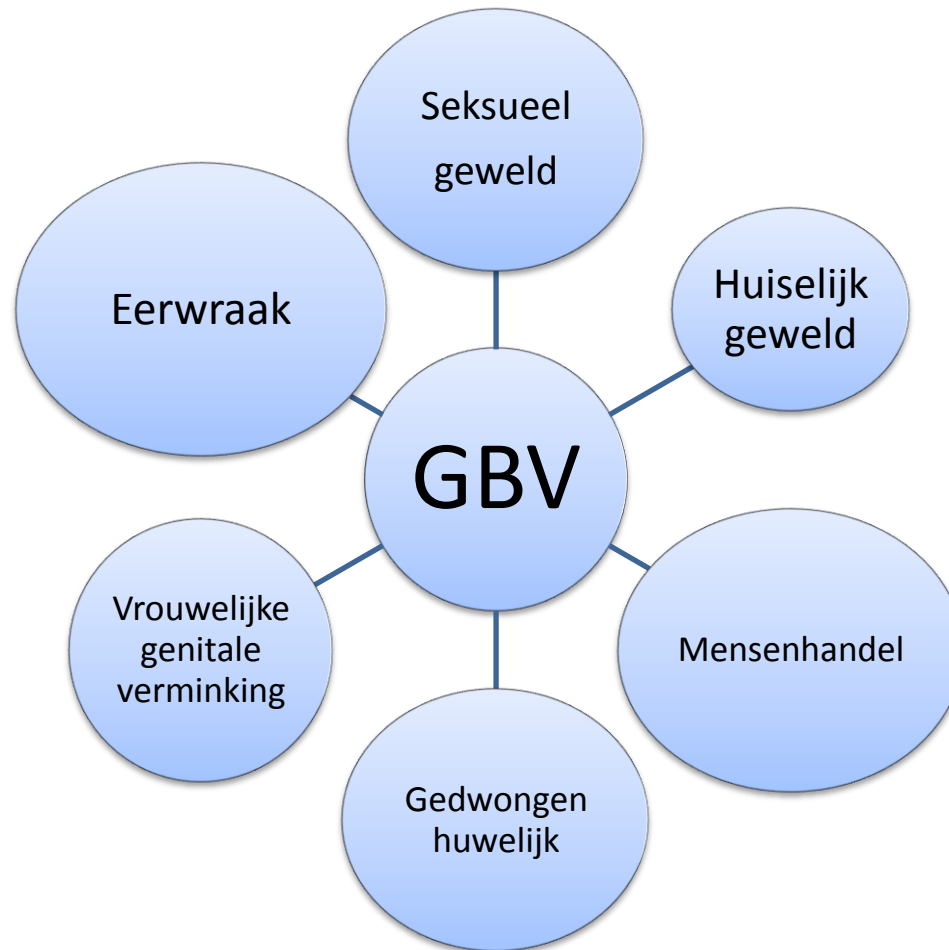 Seksueel
geweld
Huiselijk
geweld
Eerwraak
GBV
Vrouwelijke
genitale
verminking
Mensenhandel
Gedwongen
huwelijk